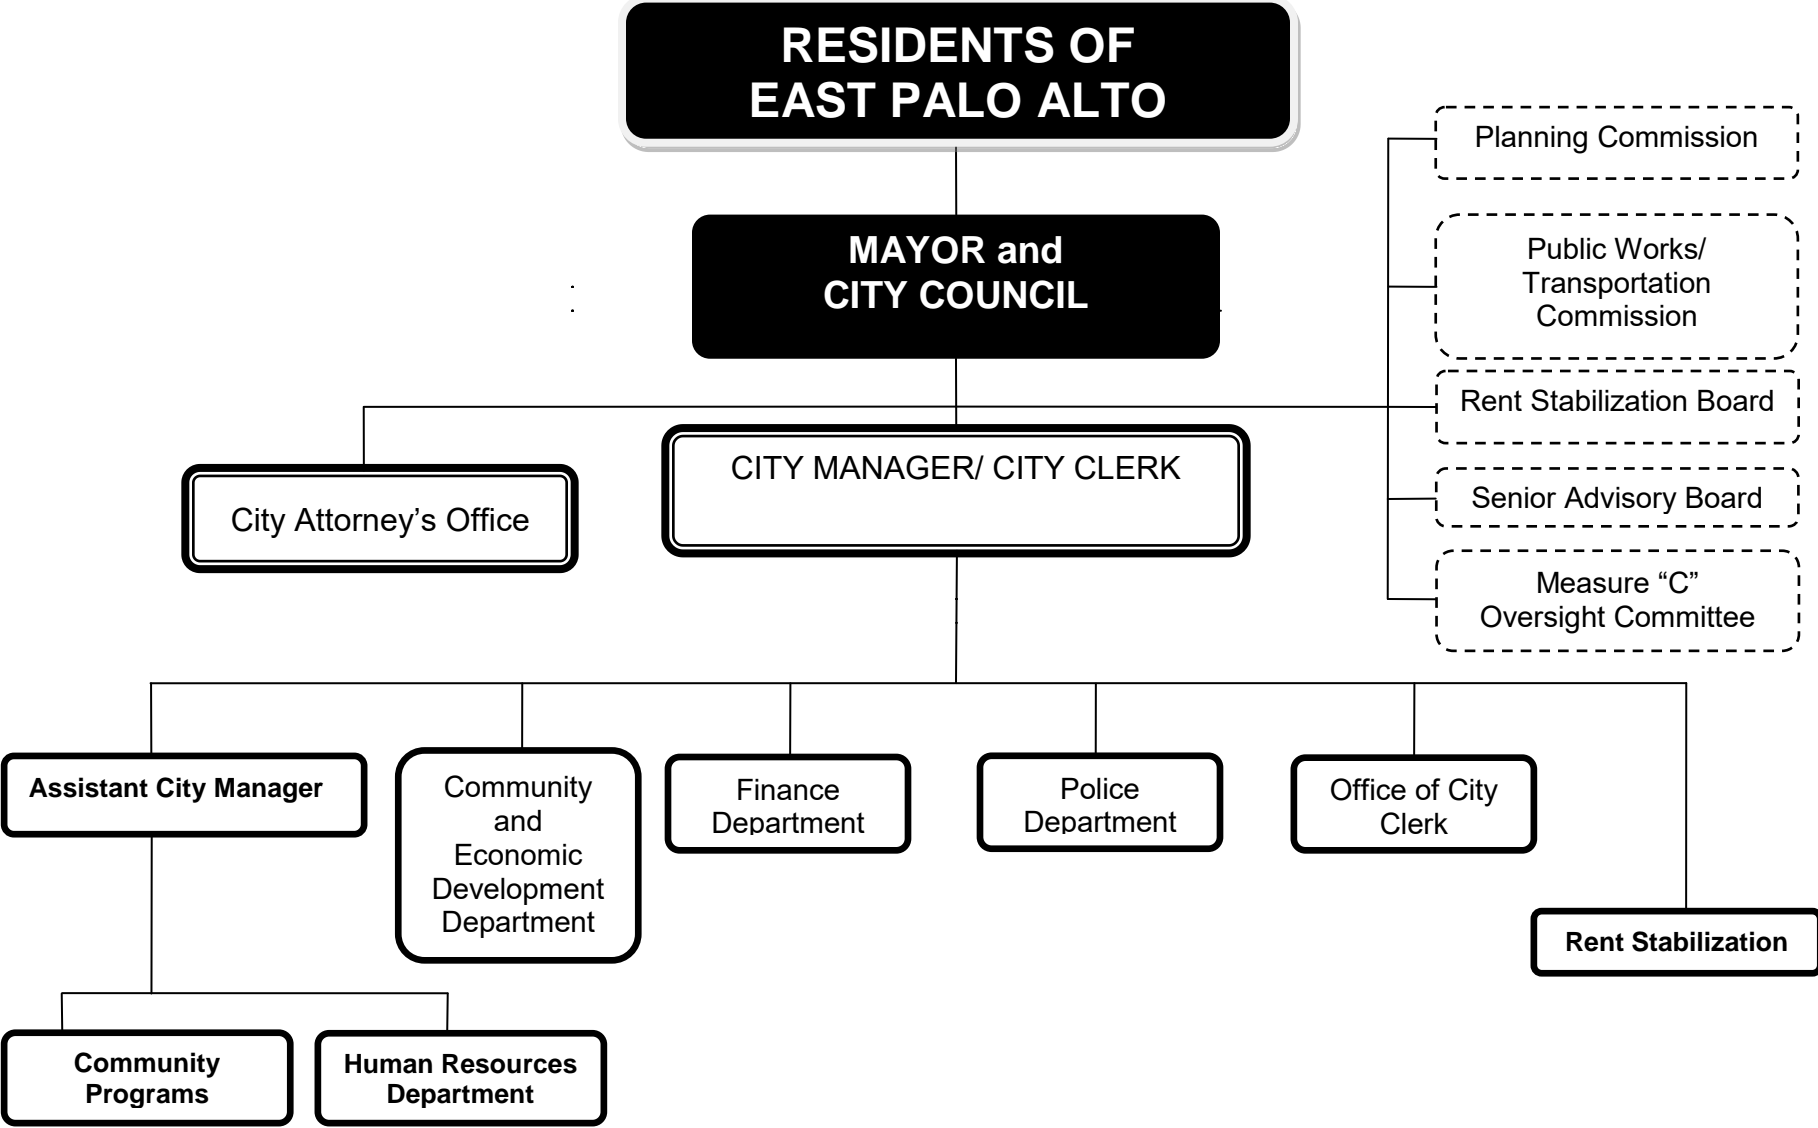 RESIDENTS OF
EAST PALO ALTO
Planning Commission
MAYOR and
CITY COUNCIL
Public Works/
Transportation
Commission
Rent Stabilization Board
CITY MANAGER/ CITY CLERK
City Attorney’s Office
Senior Advisory Board
Measure “C”
Oversight Committee
Assistant City Manager
Community
and
Economic
Development
Department
Finance
Department
Police
Department
Office of City
Clerk
Rent Stabilization
Community
Programs
Human Resources
Department